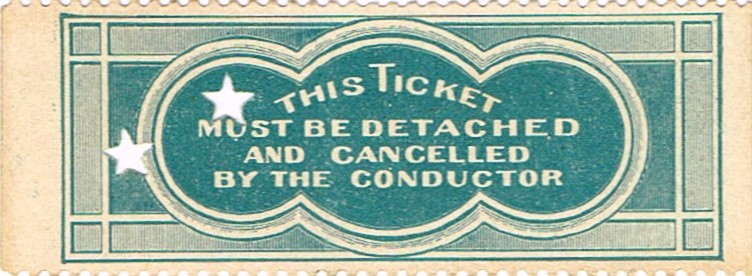 THIS TICKET
MUST BE DETACHED
AND CANCELLED
BY THE CONDUCTOR